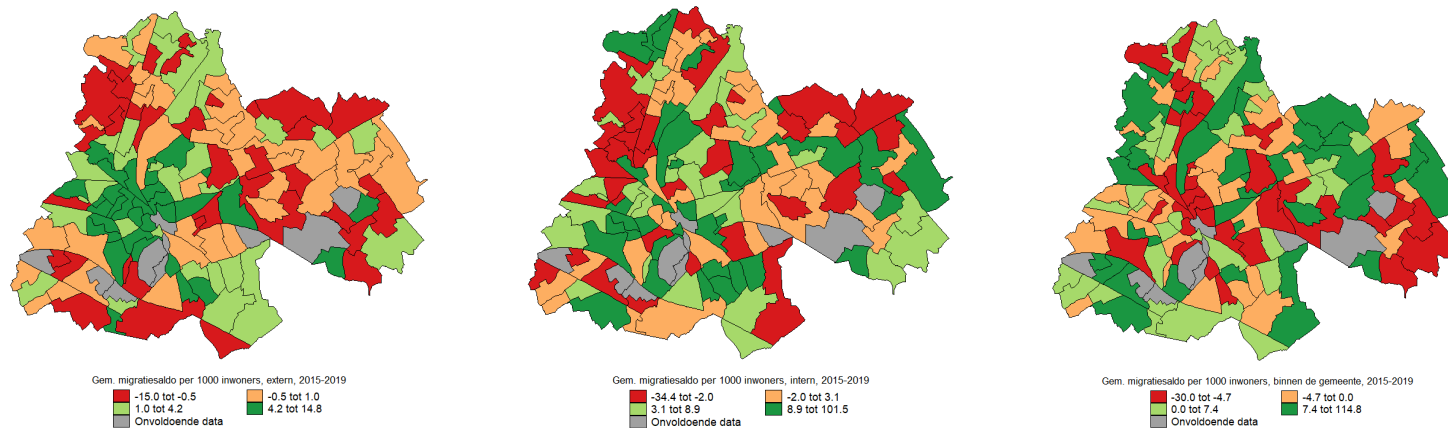 Gem. migratiesaldo per 1000 inwoners, extern, 2015-2019
-15.0 tot -0.5 -0.5 tot 1.0
1.0 tot 4.2 4.2 tot 14.8
Onvoldoende data
Gem. migratiesaldo per 1000 inwoners, intern, 2015-2019
-34.4 tot -2.0 -2.0 tot 3.1
3.1 tot 8.9 8.9 tot 101.5
Onvoldoende data
Gem. migratiesaldo per 1000 inwoners, binnen de gemeente, 2015-2019
-30.0 tot -4.7 -4.7 tot 0.0
0.0 tot 7.4 7.4 tot 114.8
Onvoldoende data